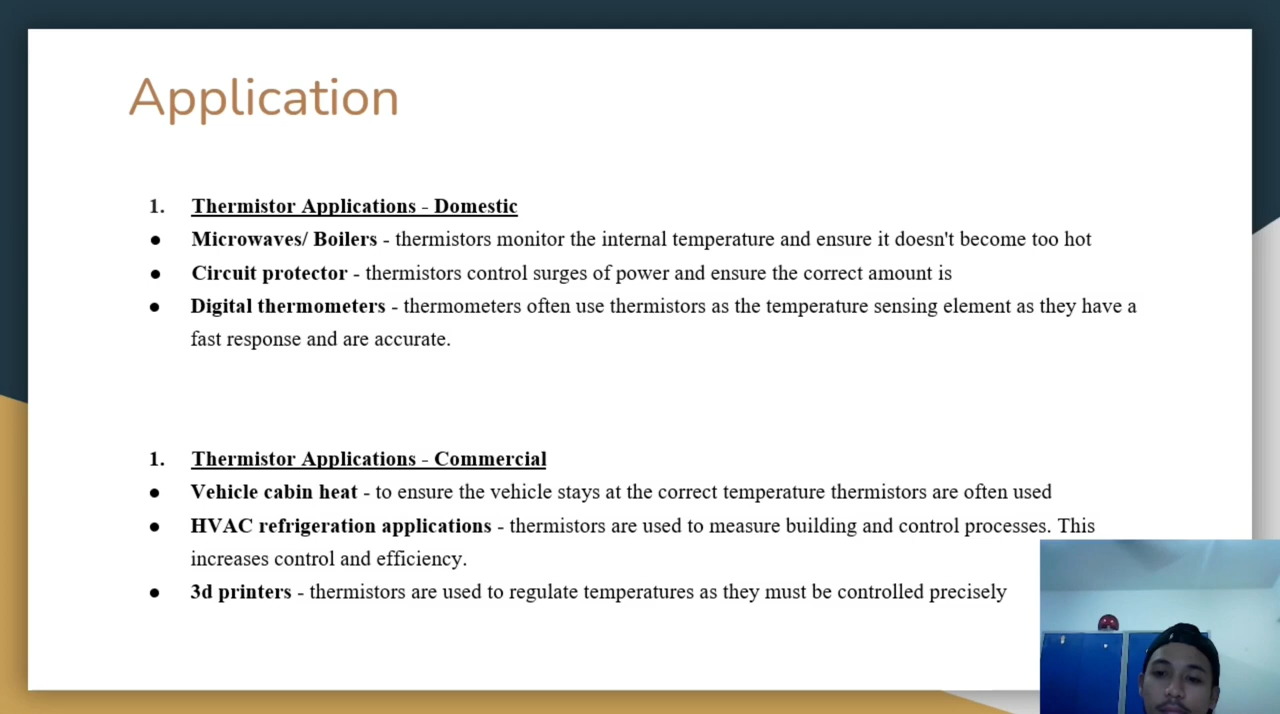 Application
1. Thermistor Applications - Domestic
● Microwaves/ Boilers - thermistors monitor the internal temperature and ensure it doesn't become too hot
● Circuit protector - thermistors control surges of power and ensure the correct amount is
● Digital thermometers - thermometers often use thermistors as the temperature sensing element as they have a
fast response and are accurate.
1. Thermistor Applications - Commercial
● Vehicle cabin heat - to ensure the vehicle stays at the correct temperature thermistors are often used
● HVAC refrigeration applications - thermistors are used to measure building and control processes. This
increases control and efficiency.
● 3d printers - thermistors are used to regulate temperatures as they must be controlled precisely